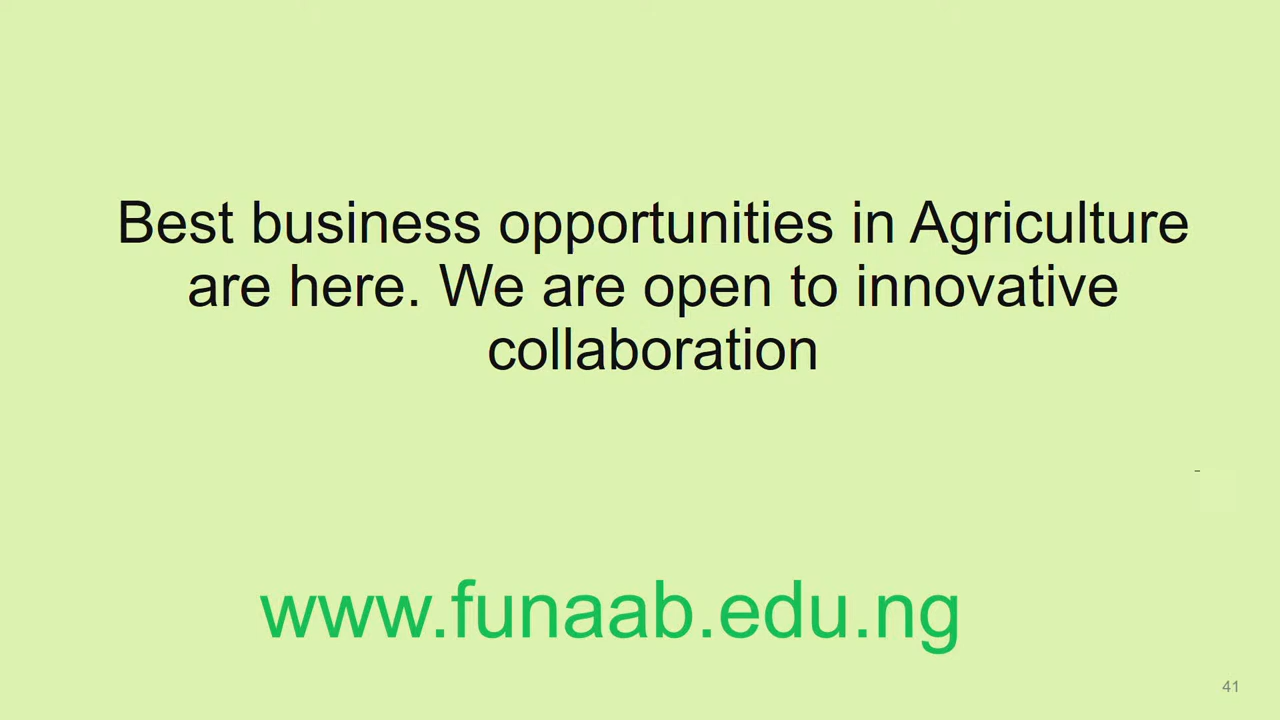 Best business opportunities in Agriculture
are here. We are open to innovative
collaboration
www.funaab.edu.ng
41